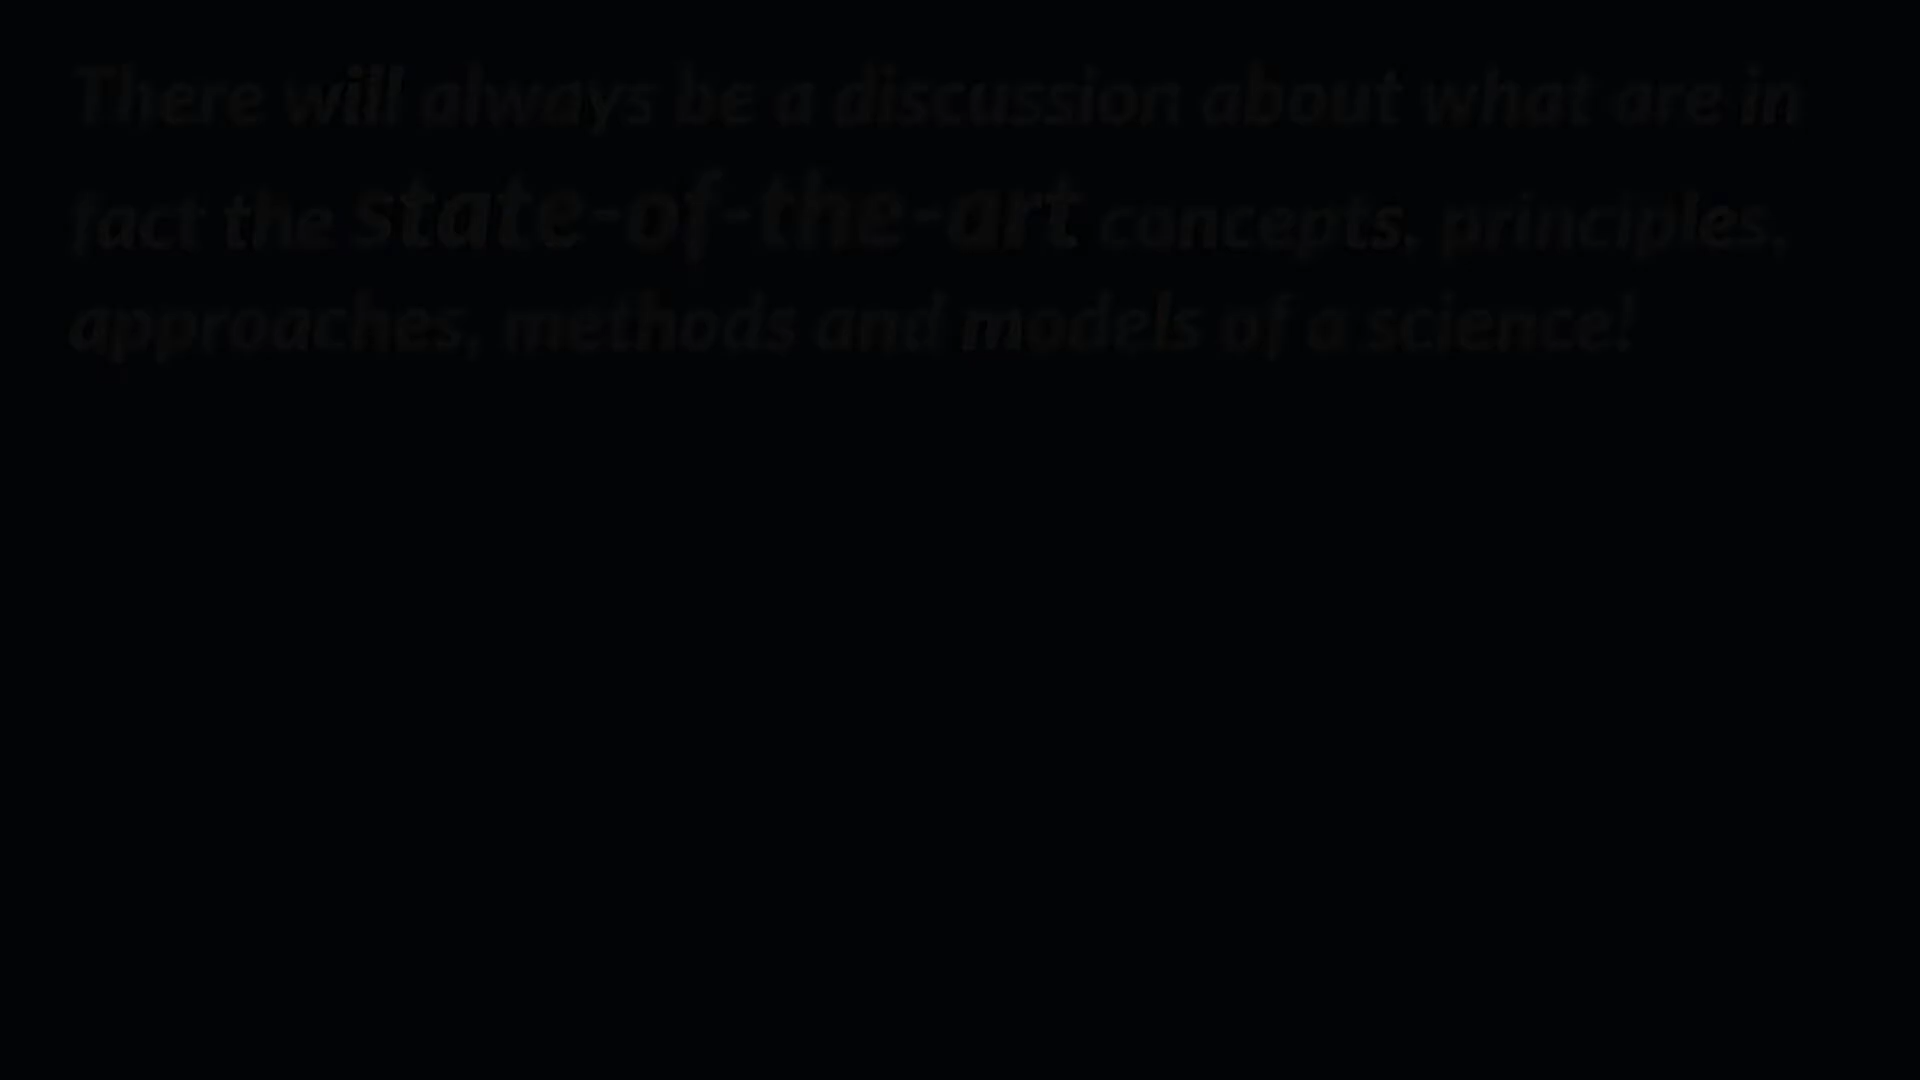 There will always be a discussion about what are in
fact the state-of-the-art concepts, principles,
approaches, methods and models of a science!